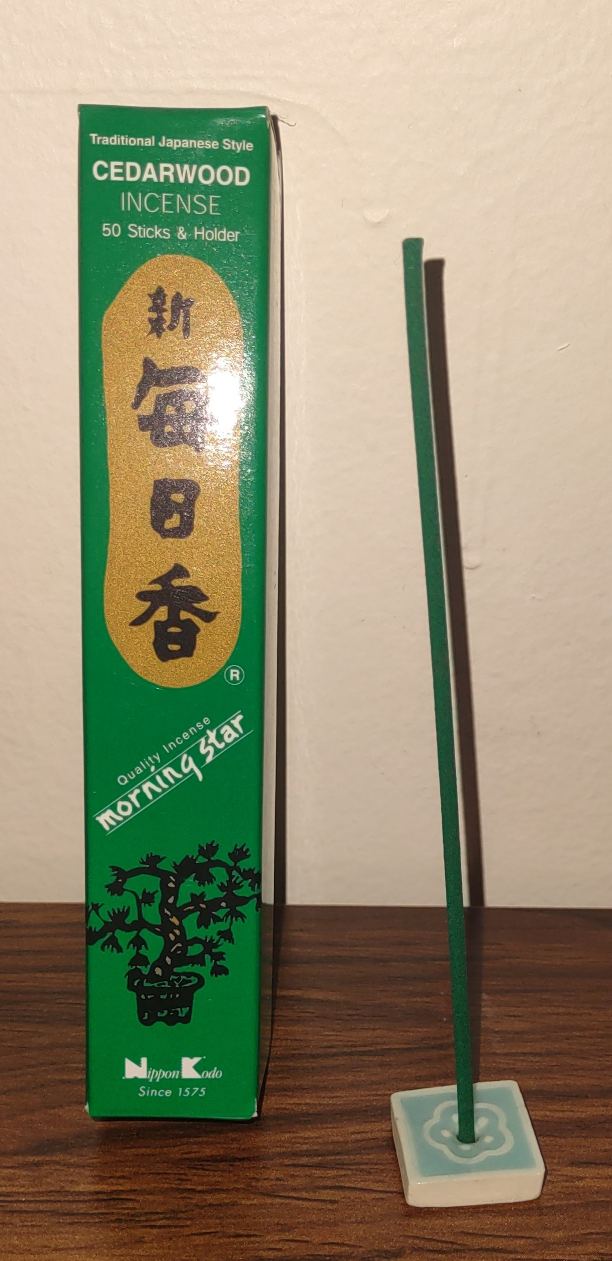 Traditional Japanese Style
CEDARWOOD
INCENSE
50 Sticks & Holder
新
毎
日
香
®
Quality Incense
morning star
Nippon Kodo
Since 1575